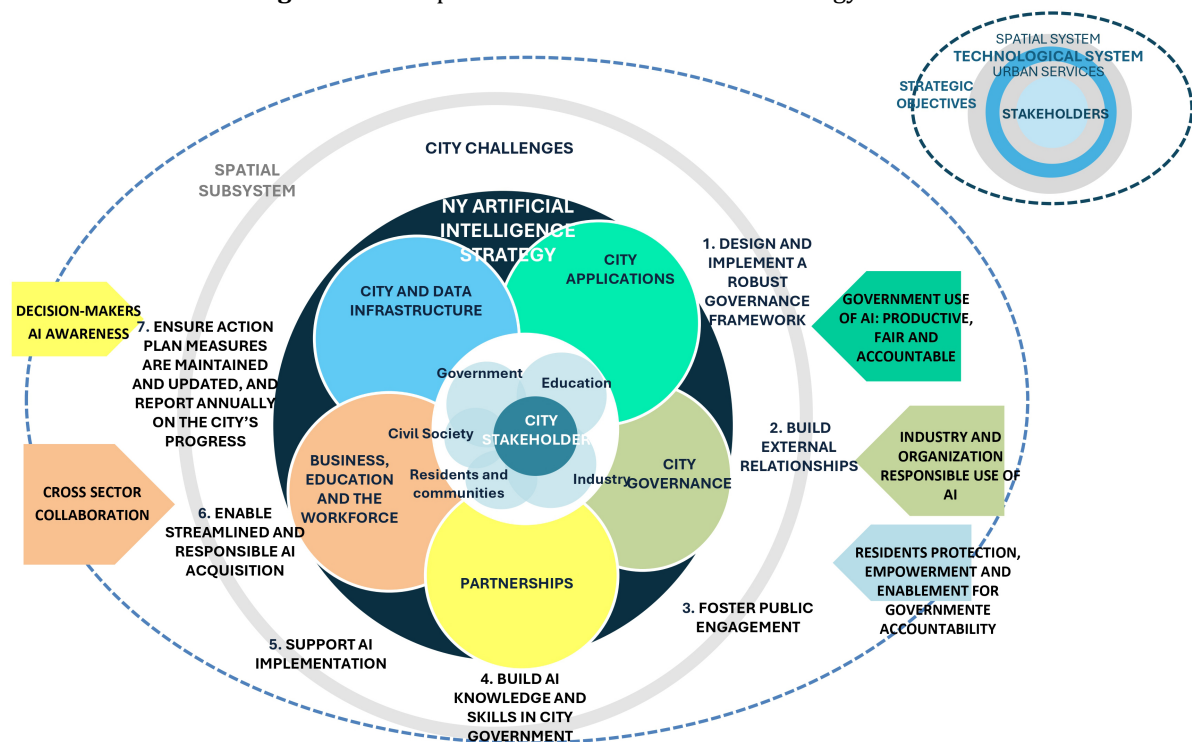 SPATIAL SYSTEM
TECHNOLOGICAL SYSTEM
URBAN SERVICES
STRATEGIC
OBJECTIVES
STAKEHOLDERS
CITY CHALLENGES
SPATIAL
SUBSYSTEM
NY ARTIFICIAL
INTELLIGENCE
STRATEGY
CITY
APPLICATIONS
CITY AND DATA
INFRASTRUCTURE
1. DESIGN AND
IMPLEMENT A
ROBUST
GOVERNANCE
FRAMEWORK
GOVERNMENT USE
OF AI: PRODUCTIVE,
FAIR AND
ACCOUNTABLE
DECISION-MAKERS
AI AWARENESS
7. ENSURE ACTION
PLAN MEASURES
ARE MAINTAINED
AND UPDATED, AND
REPORT ANNUALLY
ON THE CITY’S
PROGRESS
Government
Education
CITY
STAKEHOLDER
Civil Society
Residents and
communities
Industry
CITY
GOVERNANCE
2. BUILD
EXTERNAL
RELATIONSHIPS
INDUSTRY AND
ORGANIZATION
RESPONSIBLE USE OF
AI
BUSINESS,
EDUCATION
AND THE
WORKFORCE
CROSS SECTOR
COLLABORATION
6. ENABLE
STREAMLINED AND
RESPONSIBLE AI
ACQUISITION
RESIDENTS PROTECTION,
EMPOWERMENT AND
ENABLEMENT FOR
GOVERNMENTE
ACCOUNTABILITY
PARTNERSHIPS
3. FOSTER PUBLIC
ENGAGEMENT
5. SUPPORT AI
IMPLEMENTATION
4. BUILD AI
KNOWLEDGE AND
SKILLS IN CITY
GOVERNMENT